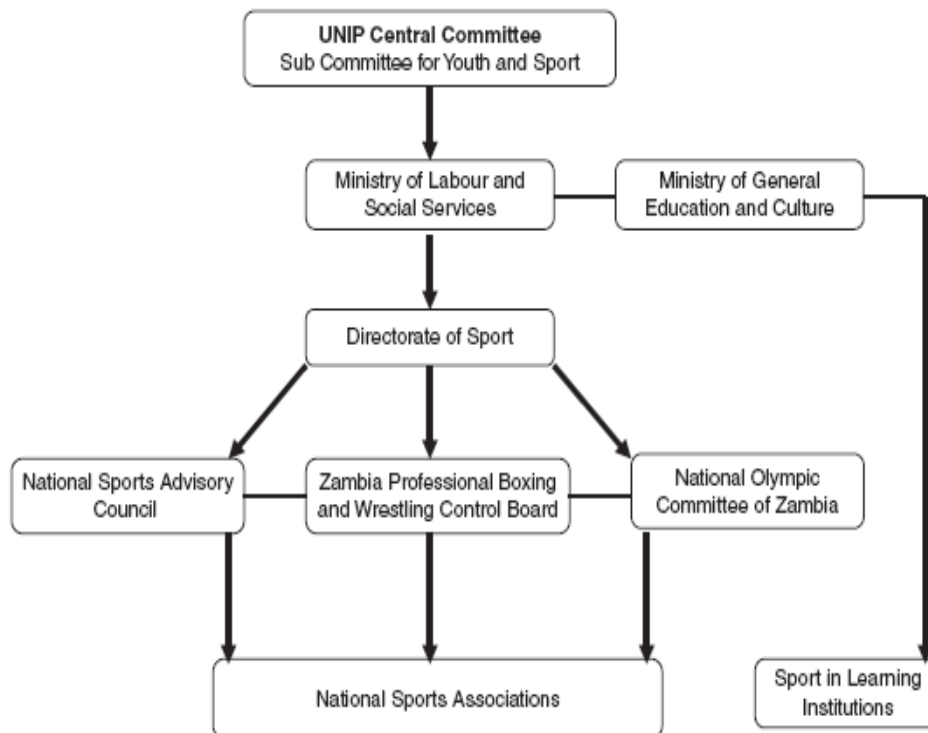 UNIP Central Committee
Sub Committee for Youth and Sport
Ministry of Labour and
Social Services
Ministry of General
Education and Culture
Directorate of Sport
National Sports Advisory
Council
Zambia Professional Boxing
and Wrestling Control Board
National Olympic
Committee of Zambia
National Sports Associations
Sport in Learning
Institutions